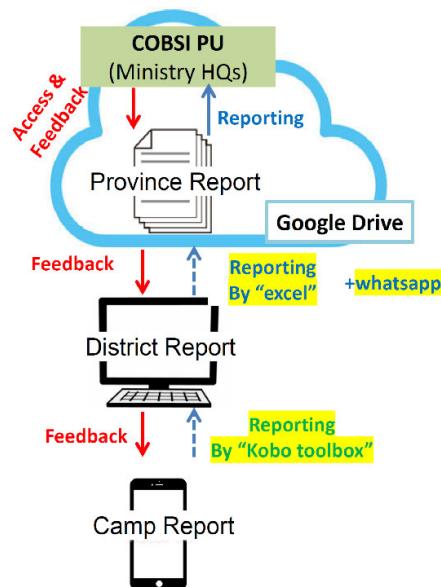 COBSI PU
(Ministry HQs)
Access &
Feedback
Reporting
Province Report
Google Drive
Feedback
Reporting
By “excel”
+whatsapp
District Report
Feedback
Reporting
By “Kobo toolbox”
Camp Report